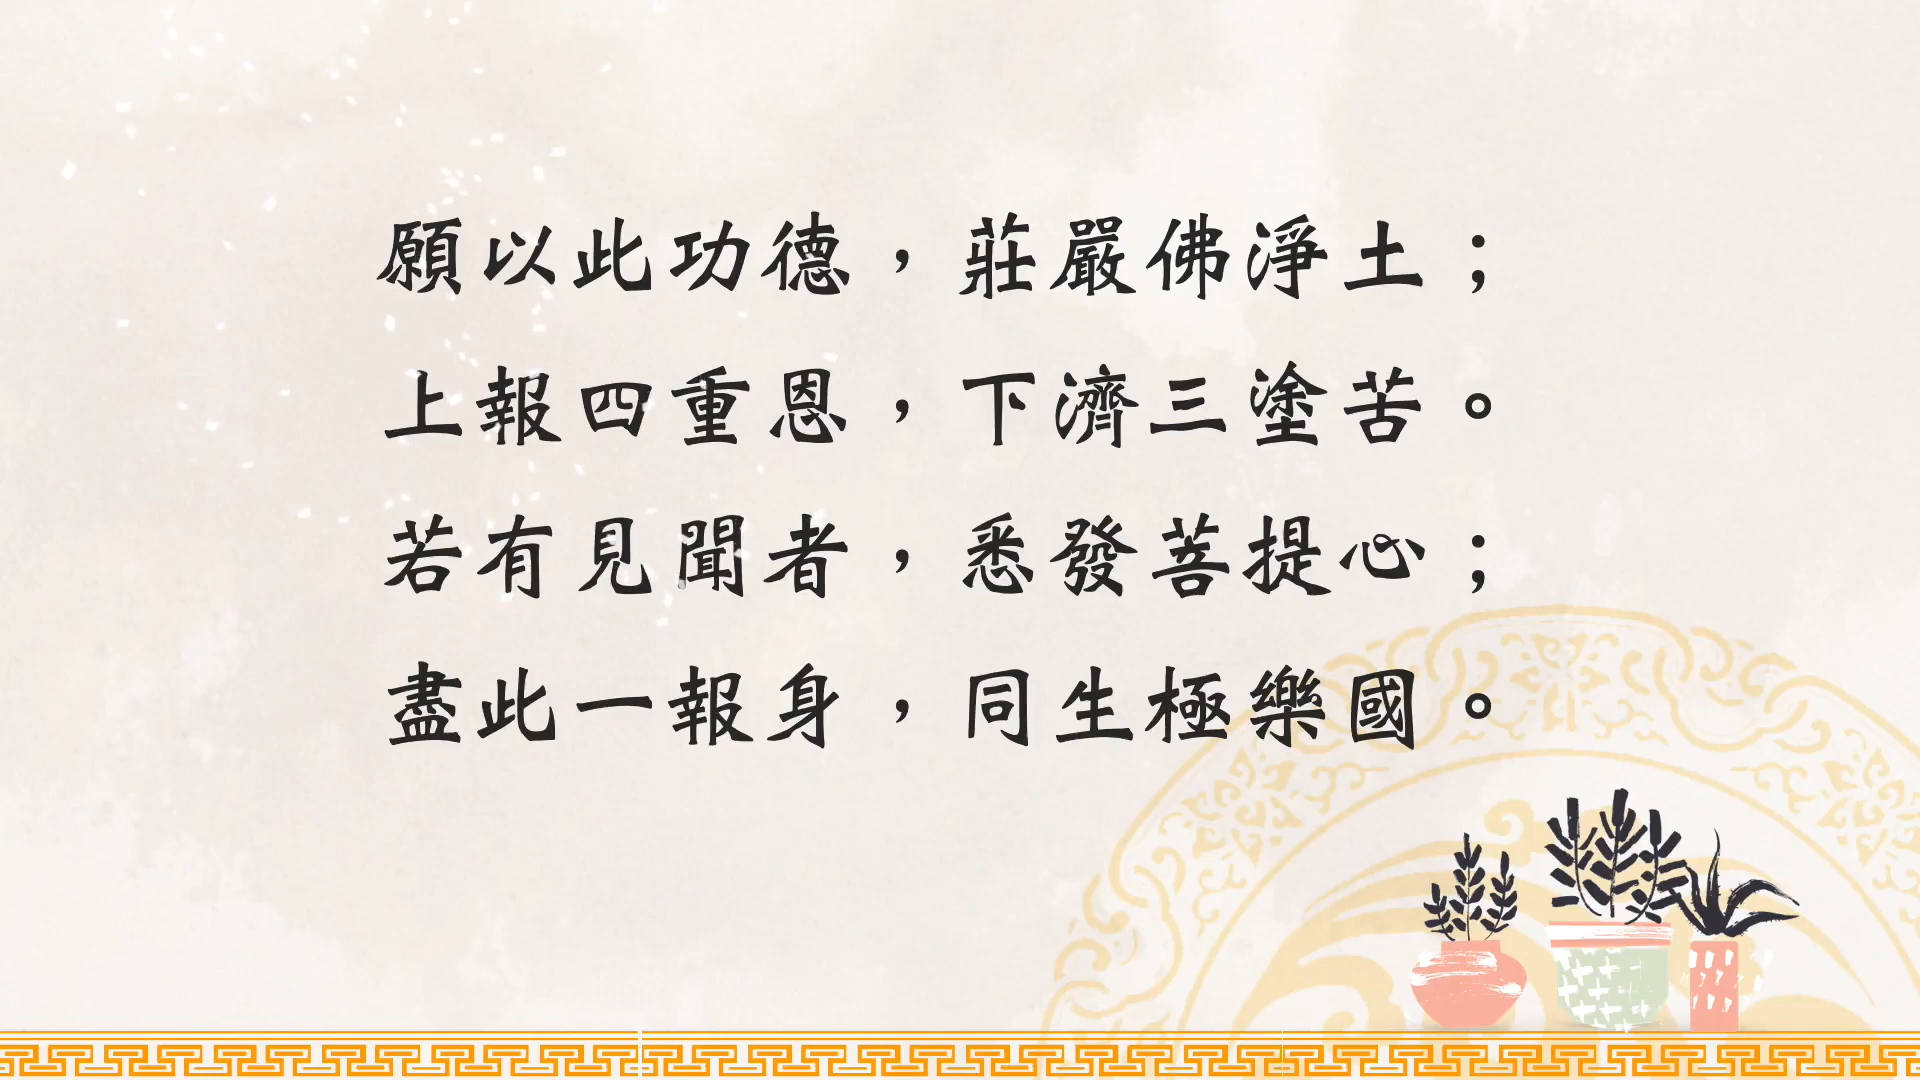 願以此功德，莊嚴佛淨土；
上報四重恩，下濟三塗苦。
若有見聞者，悉發菩提心；
盡此一報身，同生極樂國。